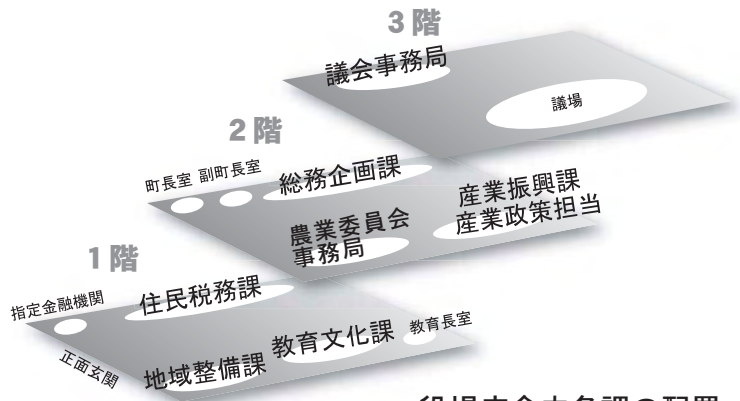 3階
議会事務局
議場
2階
町長室 副町長室 総務企画課
農業委員会
事務局
産業振興課
産業政策担当
1階
指定金融機関
住民税務課
正面玄関
地域整備課
教育文化課
教育長室